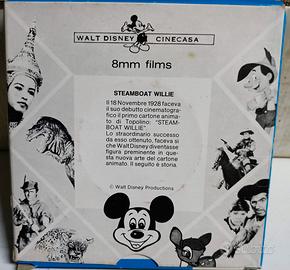 WALT DISNEY CINECASA
8mm films
STEAMBOAT WILLIE
Il 18 Novembre 1928 faceva
il suo debutto cinematogra-
fico il primo cartone anima-
to di Topolino: "STEAM-
BOAT WILLIE".
Lo straordinario successo
da esso ottenuto, faceva sì
che Walt Disney diventasse
figura preminente in que-
sta nuova arte del cartone
animato. Il seguito è storia.
© Walt Disney Productions
subito.it